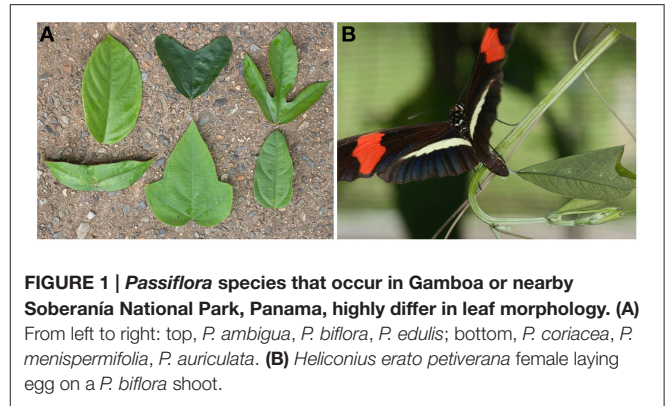 A
B
FIGURE 1 | Passiflora species that occur in Gamboa or nearby
Soberanía National Park, Panama, highly differ in leaf morphology. (A)
From left to right: top, P. ambigua, P. biflora, P. edulis; bottom, P. coriacea, P.
menispermifolia, P. auriculata. (B) Heliconius erato petiverana female laying
egg on a P. biflora shoot.